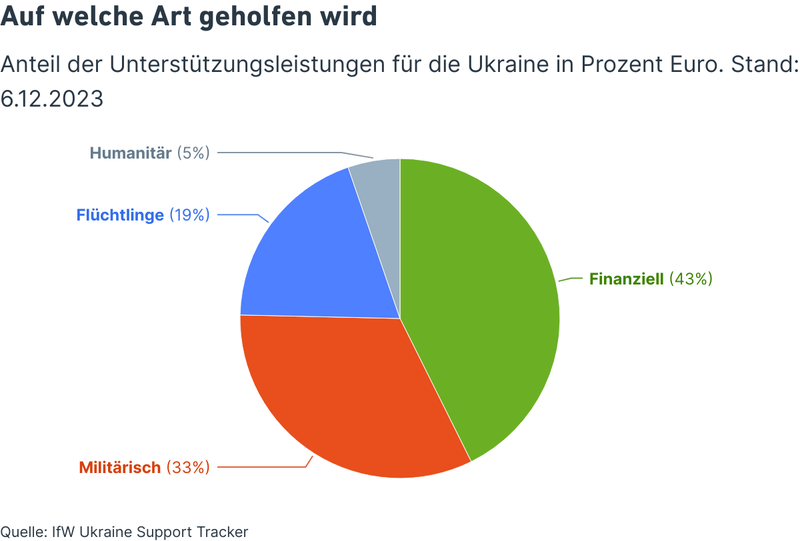 Auf welche Art geholfen wird
Anteil der Unterstützungsleistungen für die Ukraine in Prozent Euro. Stand:
6.12.2023
Humanitär (5%)
Flüchtlinge (19%)
Finanziell (43%)
Militärisch (33%)
Quelle: IfW Ukraine Support Tracker